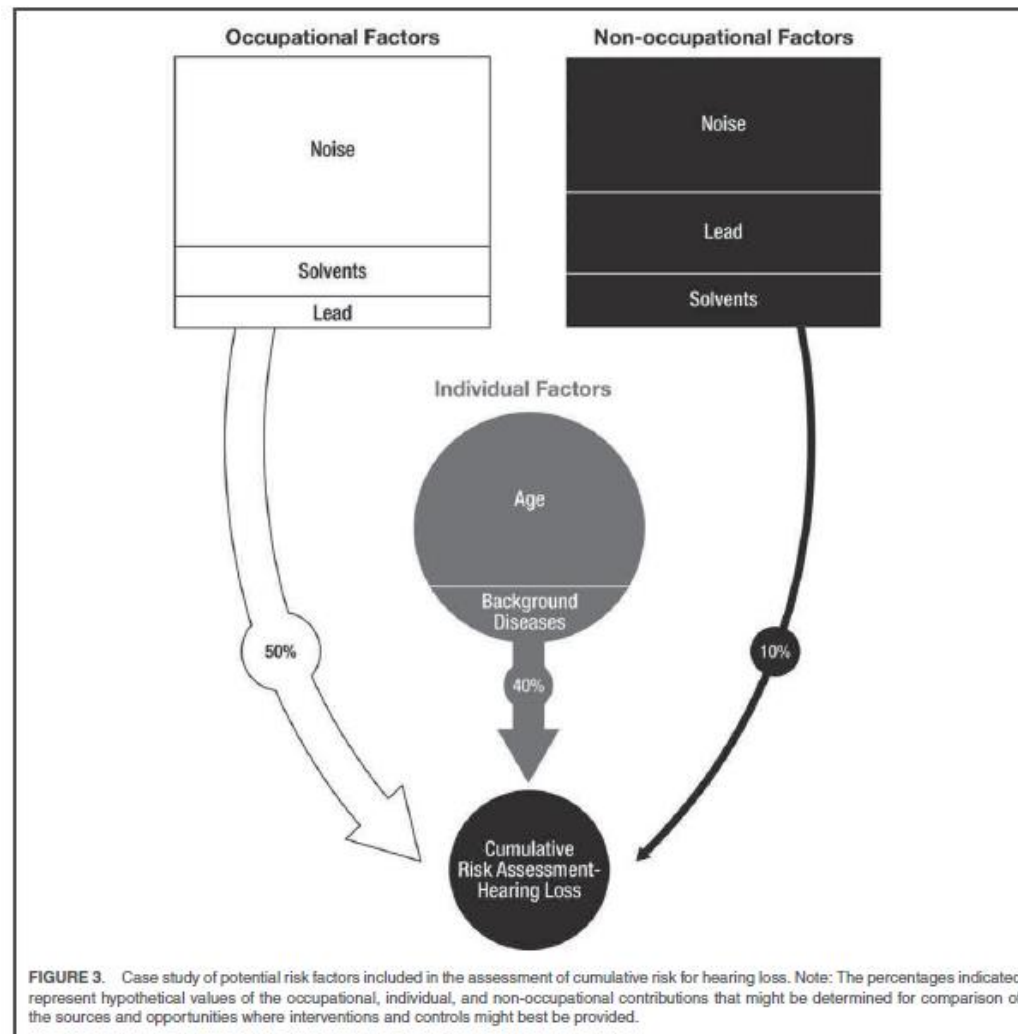 Occupational Factors
Non-occupational Factors
Noise
Solvents
Lead
Noise
Lead
Solvents
Individual Factors
Age
Background
Diseases
50%
40%
10%
Cumulative
Risk Assessment-
Hearing Loss
FIGURE 3. Case study of potential risk factors included in the assessment of cumulative risk for hearing loss. Note: The percentages indicated
represent hypothetical values of the occupational, individual, and non-occupational contributions that might be determined for comparison of
the sources and opportunities where interventions and controls might best be provided.